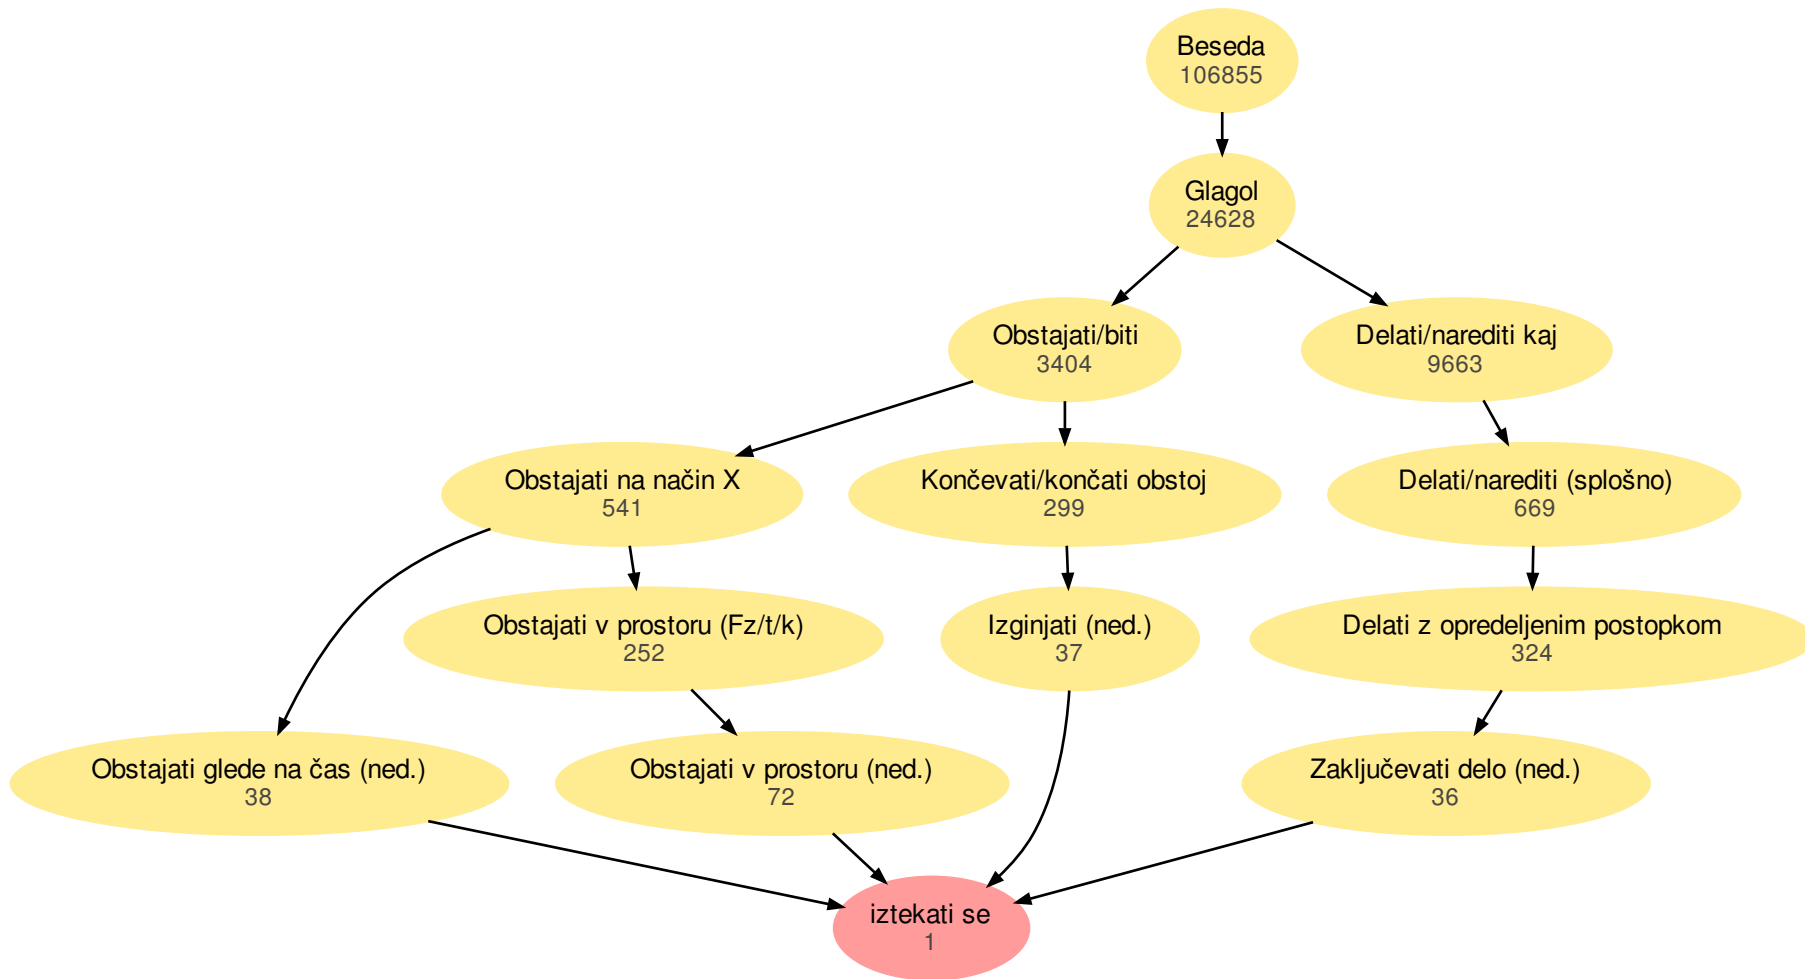 Beseda
106855
Glagol
24628
Obstajati/biti
3404
Delati/narediti kaj
9663
Obstajati na način X
541
Končevati/končati obstoj
299
Delati/narediti (splošno)
669
Obstajati v prostoru (Fz/t/k)
252
Izginjati (ned.)
37
Delati z opredeljenim postopkom
324
Obstajati glede na čas (ned.)
38
Obstajati v prostoru (ned.)
72
Zaključevati delo (ned.)
36
iztekati se
1